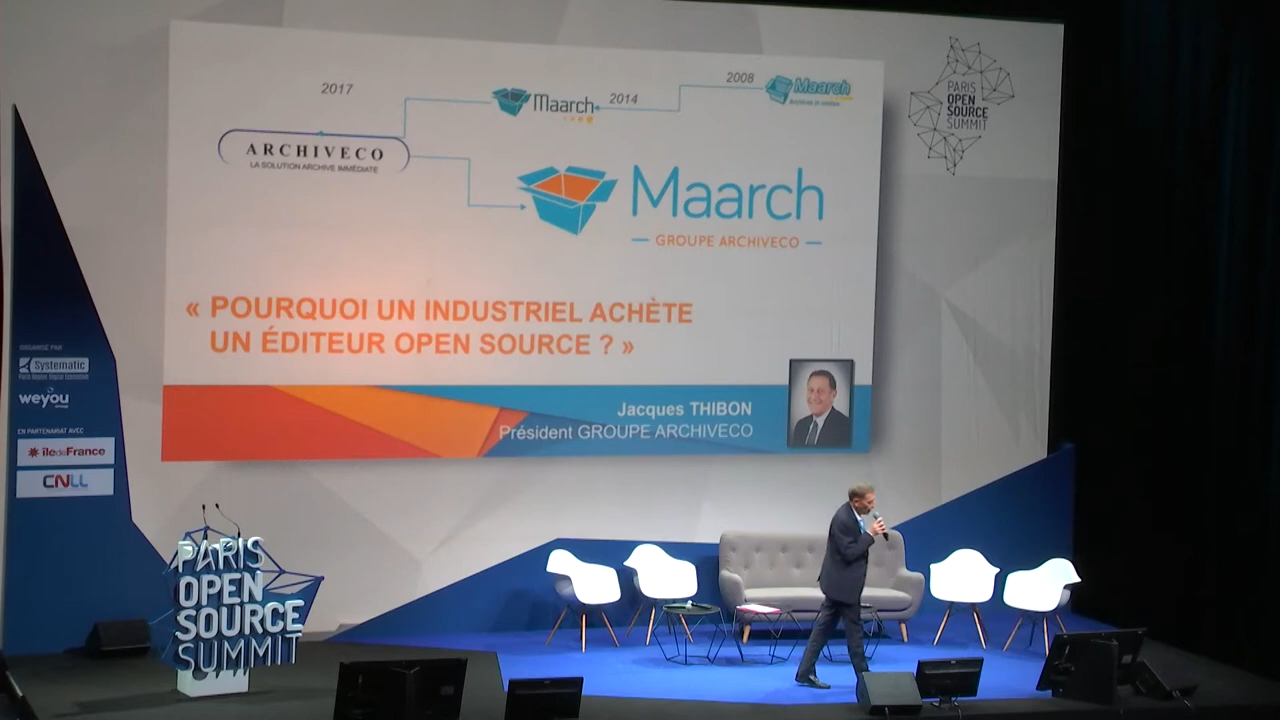 2017
Maarch
2014
2008
Maarch
ARCHIVECO
LA SOLUTION ARCHIVE IMMÉDIATE
Maarch
GROUPE ARCHIVECO
« POURQUOI UN INDUSTRIEL ACHÈTE
UN ÉDITEUR OPEN SOURCE ? »
Jacques THIBON
Président GROUPE ARCHIVECO
PARIS
OPEN
SOURCE
SUMMIT
ORGANISÉ PAR
Systematic
weyou
EN PARTENARIAT AVEC
îledeFrance
CNLL
PARIS
OPEN
SOURCE
SUMMIT